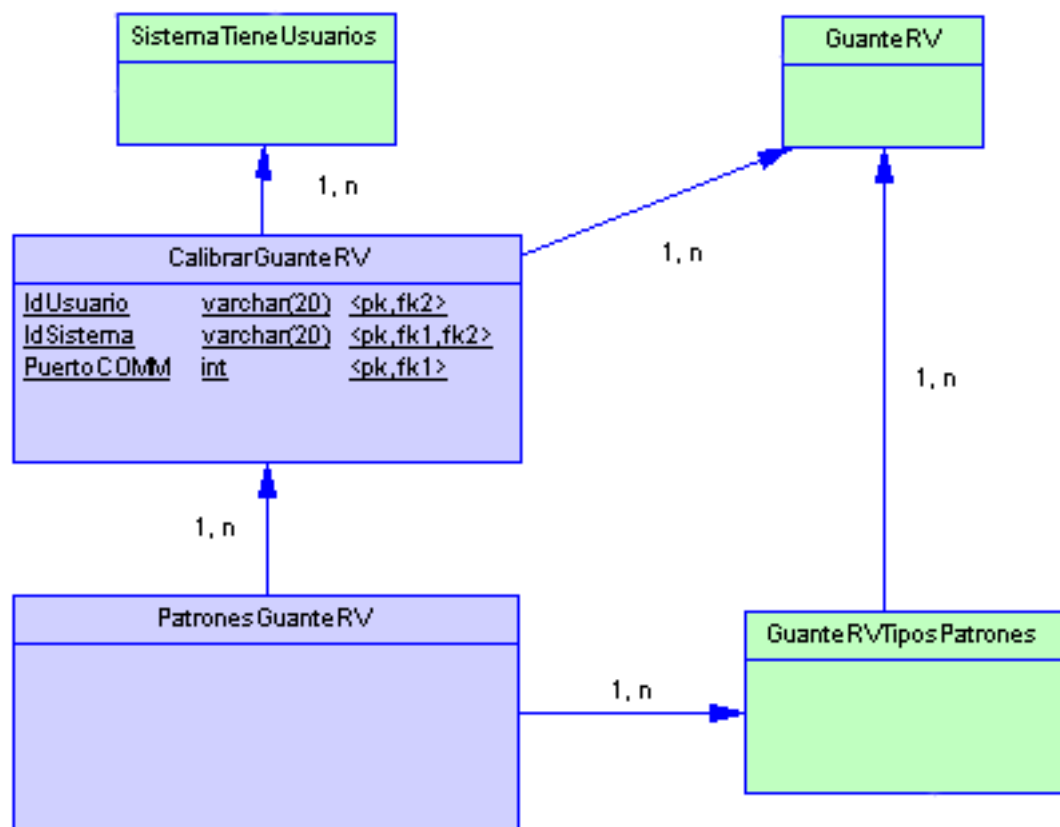 SistemaTieneUsuarios
GuanteRV
1, n
1, n
CalibrarGuanteRV
IdUsuario varchar(20) <pk,fk2>
IdSistema varchar(20) <pk,fk1,fk2>
PuertoCOMM int <pk,fk1>
1, n
1, n
PatronesGuanteRV
GuanteRVTiposPatrones
1, n